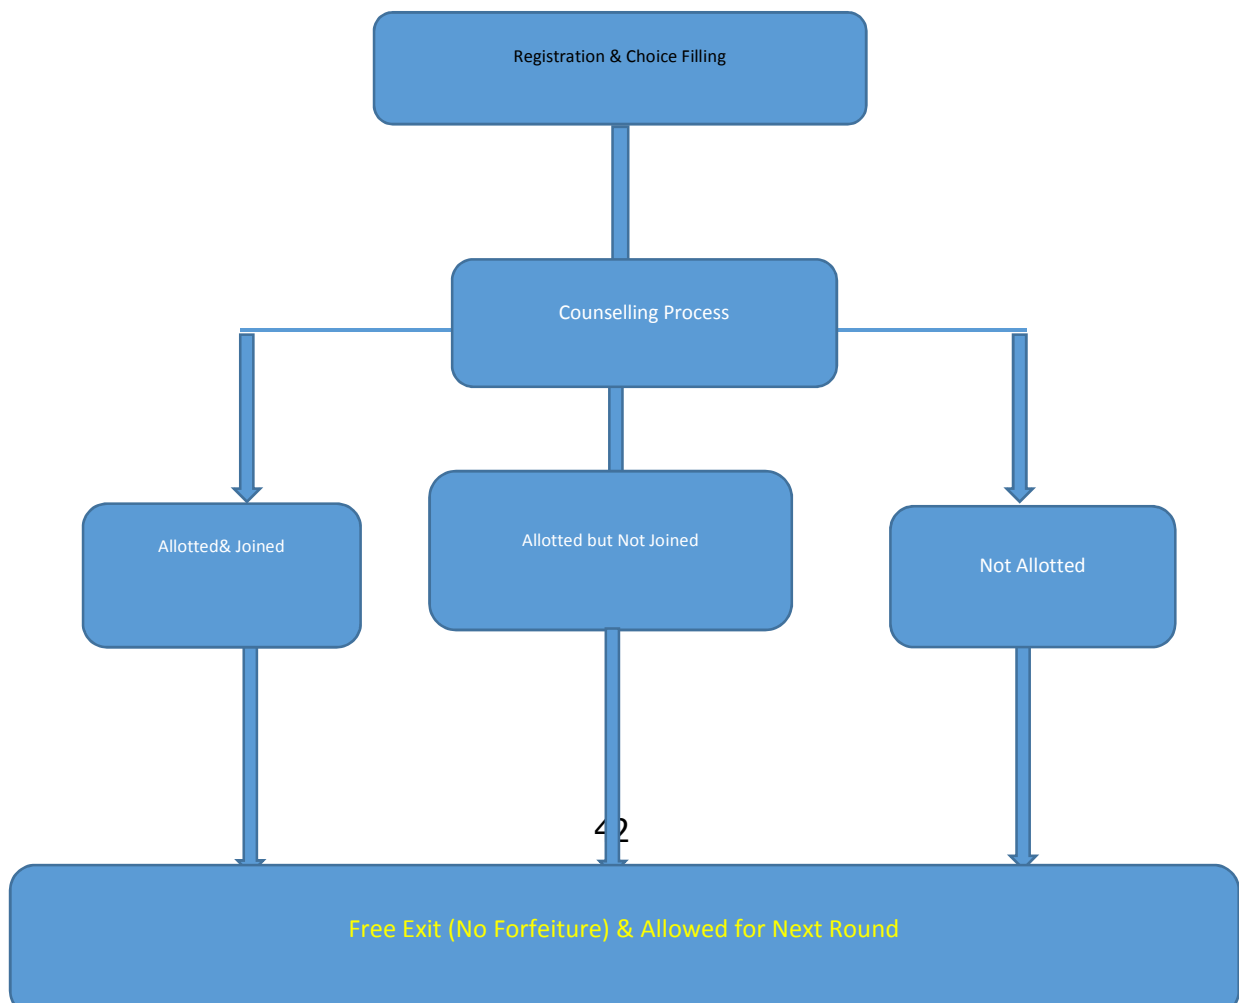 Registration & Choice Filling
Counselling Process
Allotted& Joined
Allotted but Not Joined
Not Allotted
42
Free Exit (No Forfeiture) & Allowed for Next Round